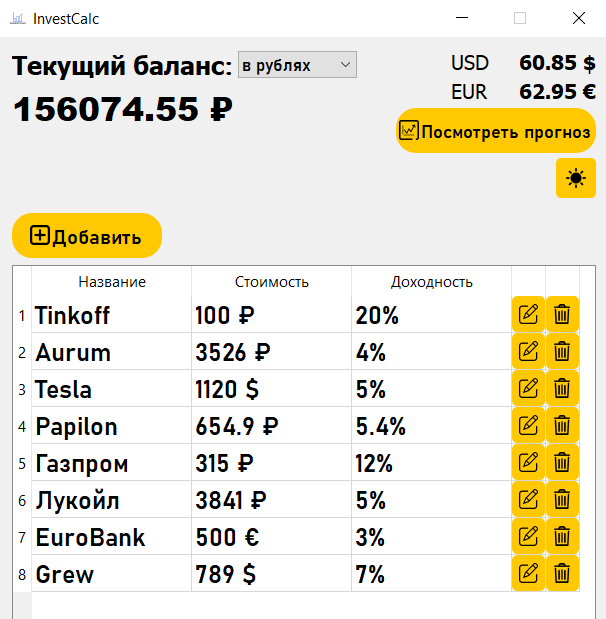 InvestCalc
Текущий баланс: в рублях
156074.55 ₽
USD 60.85 $
EUR 62.95 €
Посмотреть прогноз
Добавить
Название Стоимость Доходность
1 Tinkoff 100 ₽ 20%
2 Aurum 3526 ₽ 4%
3 Tesla 1120 $ 5%
4 Papilon 654.9 ₽ 5.4%
5 Газпром 315 ₽ 12%
6 Лукойл 3841 ₽ 5%
7 EuroBank 500 € 3%
8 Grew 789 $ 7%